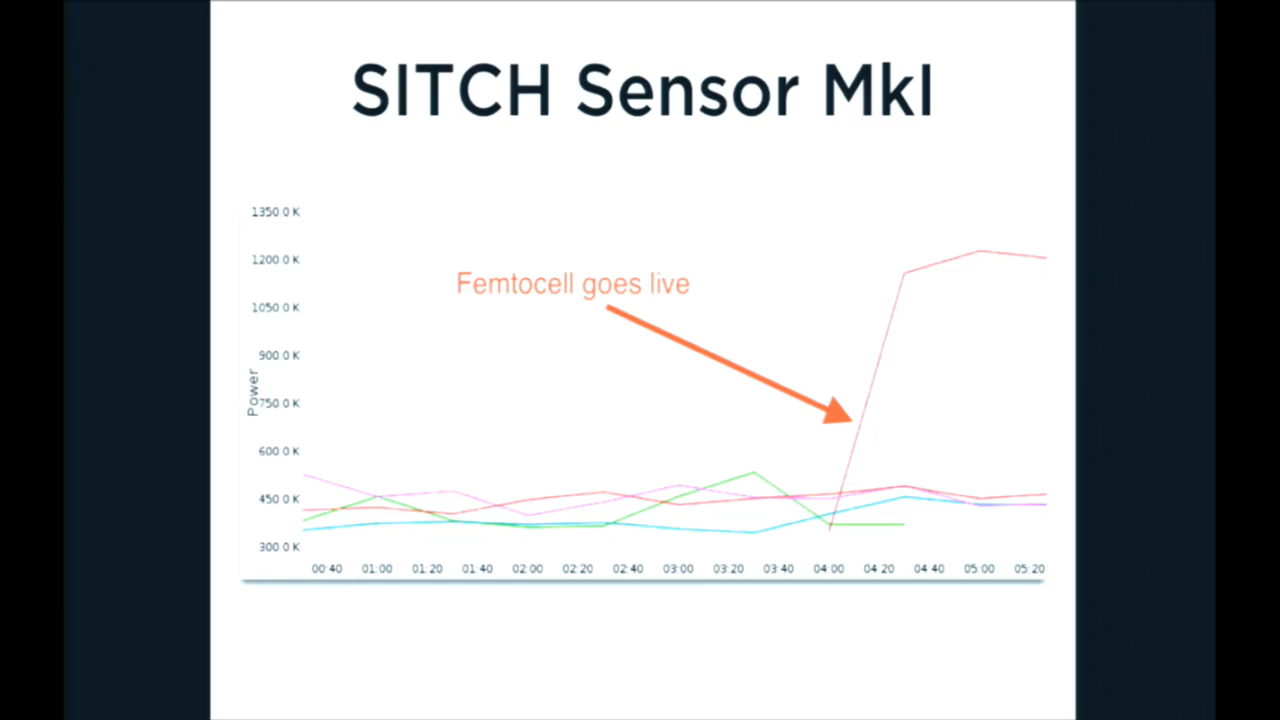 SITCH Sensor MkI
1350.0 K
1200.0 K
Femtocell goes live
1050.0 K
900.0 K
Power
750.0 K
600.0 K
450.0 K
300.0 K
00:40 01:00 01:20 01:40 02:00 02:20 02:40 03:00 03:20 03:40 04:00 04:20 04:40 05:00 05:20